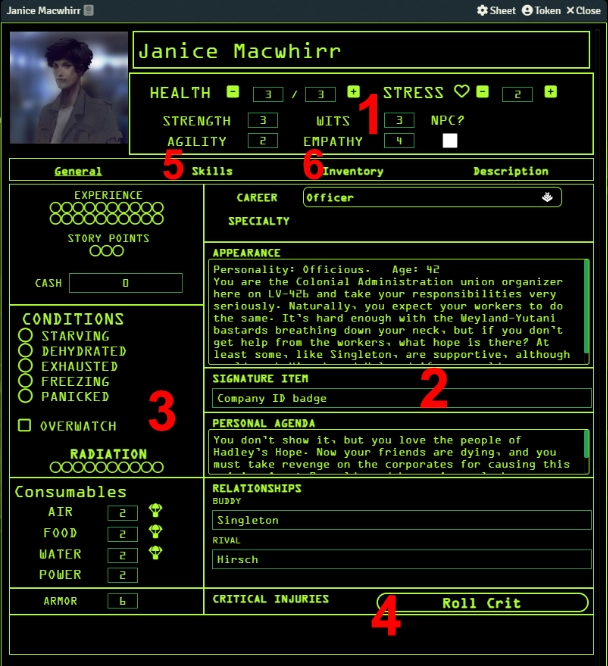 Janice Macwhirr Sheet Token Close
Janice Macwhirr
HEALTH - 3 / 3 + STRESS - 2 +
1
STRENGTH 3 WITS 3 NPC?
AGILITY 2 EMPATHY 4
5 6
General Skills Inventory Description
EXPERIENCE
STORY POINTS
CASH 0
CAREER Officer
SPECIALTY
APPEARANCE
Personality: Officious. Age: 42
You are the Colonial Administration union organizer
here on LV-426 and take your responsibilities very
seriously. Naturally, you expect your workers to do
the same. It's hard enough with the Weyland-Yutani
bastards breathing down your neck, but if you don't
get help from the workers, what hope is there? At
least some, like Singleton, are supportive, although
CONDITIONS
STARVING
DEHYDRATED
EXHAUSTED
FREEZING
PANICKED
3
OVERWATCH
RADIATION
SIGNATURE ITEM
2
Company ID badge
PERSONAL AGENDA
You don't show it, but you love the people of
Hadley's Hope. Now your friends are dying, and you
must take revenge on the corporates for causing this
Consumables
AIR 2
FOOD 2
WATER 2
POWER 2
ARMOR 6
RELATIONSHIPS
BUDDY
Singleton
RIVAL
Hirsch
CRITICAL INJURIES Roll Crit
4